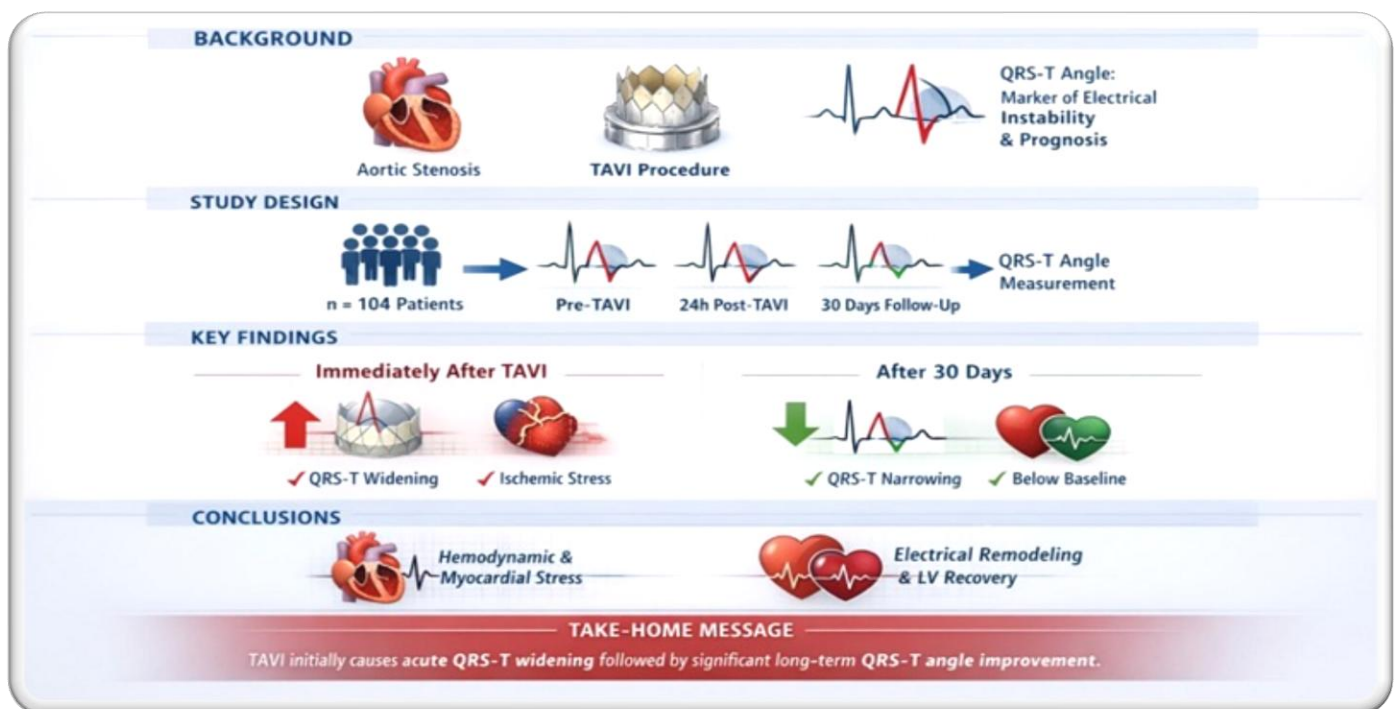 BACKGROUND
Aortic Stenosis
TAVI Procedure
QRS-T Angle:
Marker of Electrical
Instability
& Prognosis
STUDY DESIGN
n = 104 Patients
Pre-TAVI
24h Post-TAVI
30 Days Follow-Up
QRS-T Angle
Measurement
KEY FINDINGS
Immediately After TAVI
✓ QRS-T Widening
✓ Ischemic Stress
After 30 Days
✓ QRS-T Narrowing
✓ Below Baseline
CONCLUSIONS
Hemodynamic &
Myocardial Stress
Electrical Remodeling
& LV Recovery
TAKE-HOME MESSAGE
TAVI initially causes acute QRS-T widening followed by significant long-term QRS-T angle improvement.